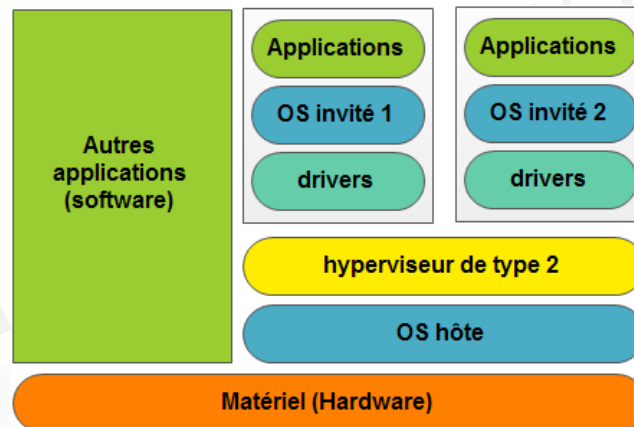 Autres
applications
(software)
Applications
OS invité 1
drivers
Applications
OS invité 2
drivers
hyperviseur de type 2
OS hôte
Matériel (Hardware)